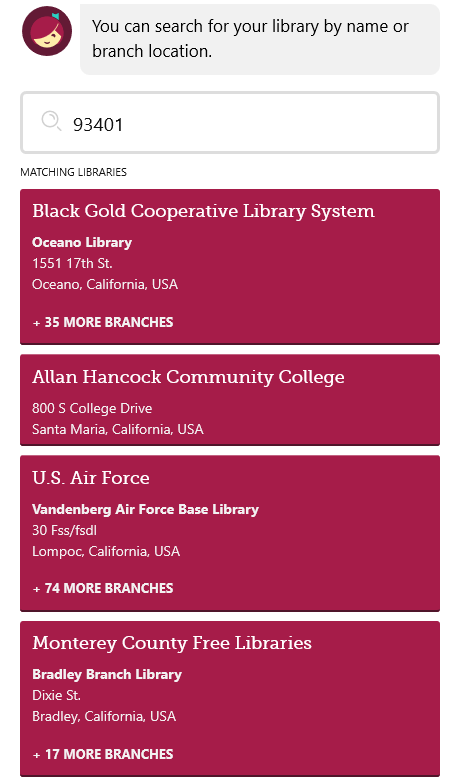 You can search for your library by name or
branch location.
93401
MATCHING LIBRARIES
Black Gold Cooperative Library System
Oceano Library
1551 17th St.
Oceano, California, USA
+ 35 MORE BRANCHES
Allan Hancock Community College
800 S College Drive
Santa Maria, California, USA
U.S. Air Force
Vandenberg Air Force Base Library
30 Fss/fsdl
Lompoc, California, USA
+ 74 MORE BRANCHES
Monterey County Free Libraries
Bradley Branch Library
Dixie St.
Bradley, California, USA
+ 17 MORE BRANCHES